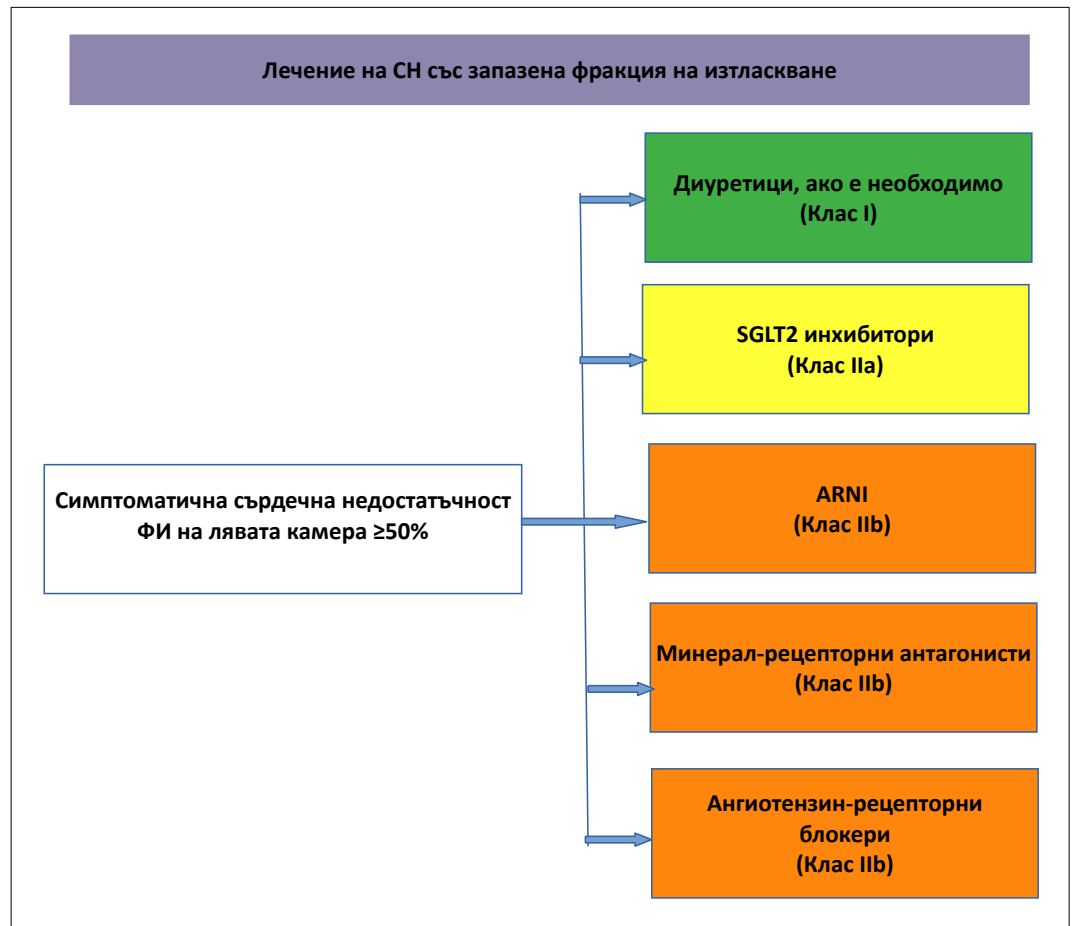 Лечение на СН със запазена фракция на изтласкване
Диуретици, ако е необходимо
(Клас I)
SGLT2 инхибитори
(Клас IIa)
Симптоматична сърдечна недостатъчност
ФИ на лявата камера ≥50%
ARNI
(Клас IIb)
Минерал-рецепторни антагонисти
(Клас IIb)
Ангиотензин-рецепторни
блокери
(Клас IIb)